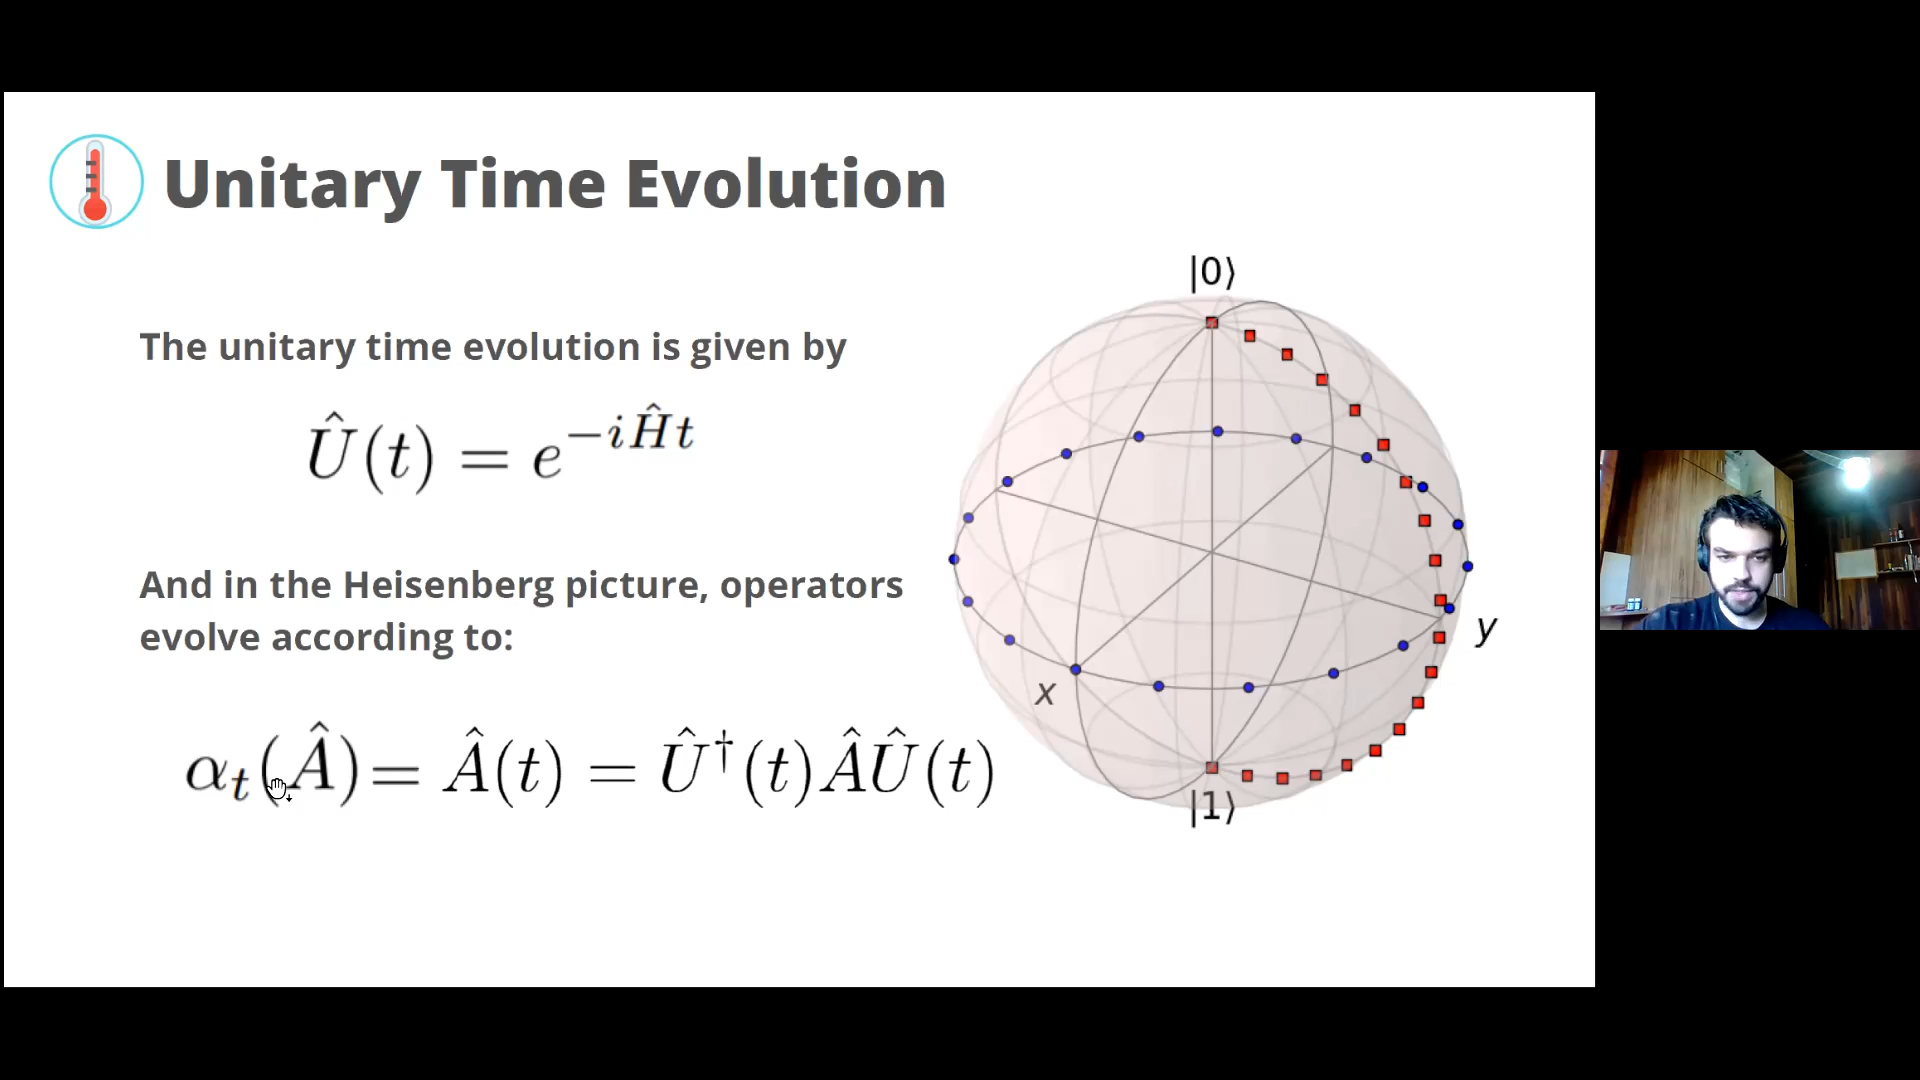 Unitary Time Evolution
The unitary time evolution is given by
Û(t) = e^{-iĤt}
And in the Heisenberg picture, operators
evolve according to:
α_t(Â) = Â(t) = Û†(t)ÂÛ(t)
|0⟩
y
x
|1⟩